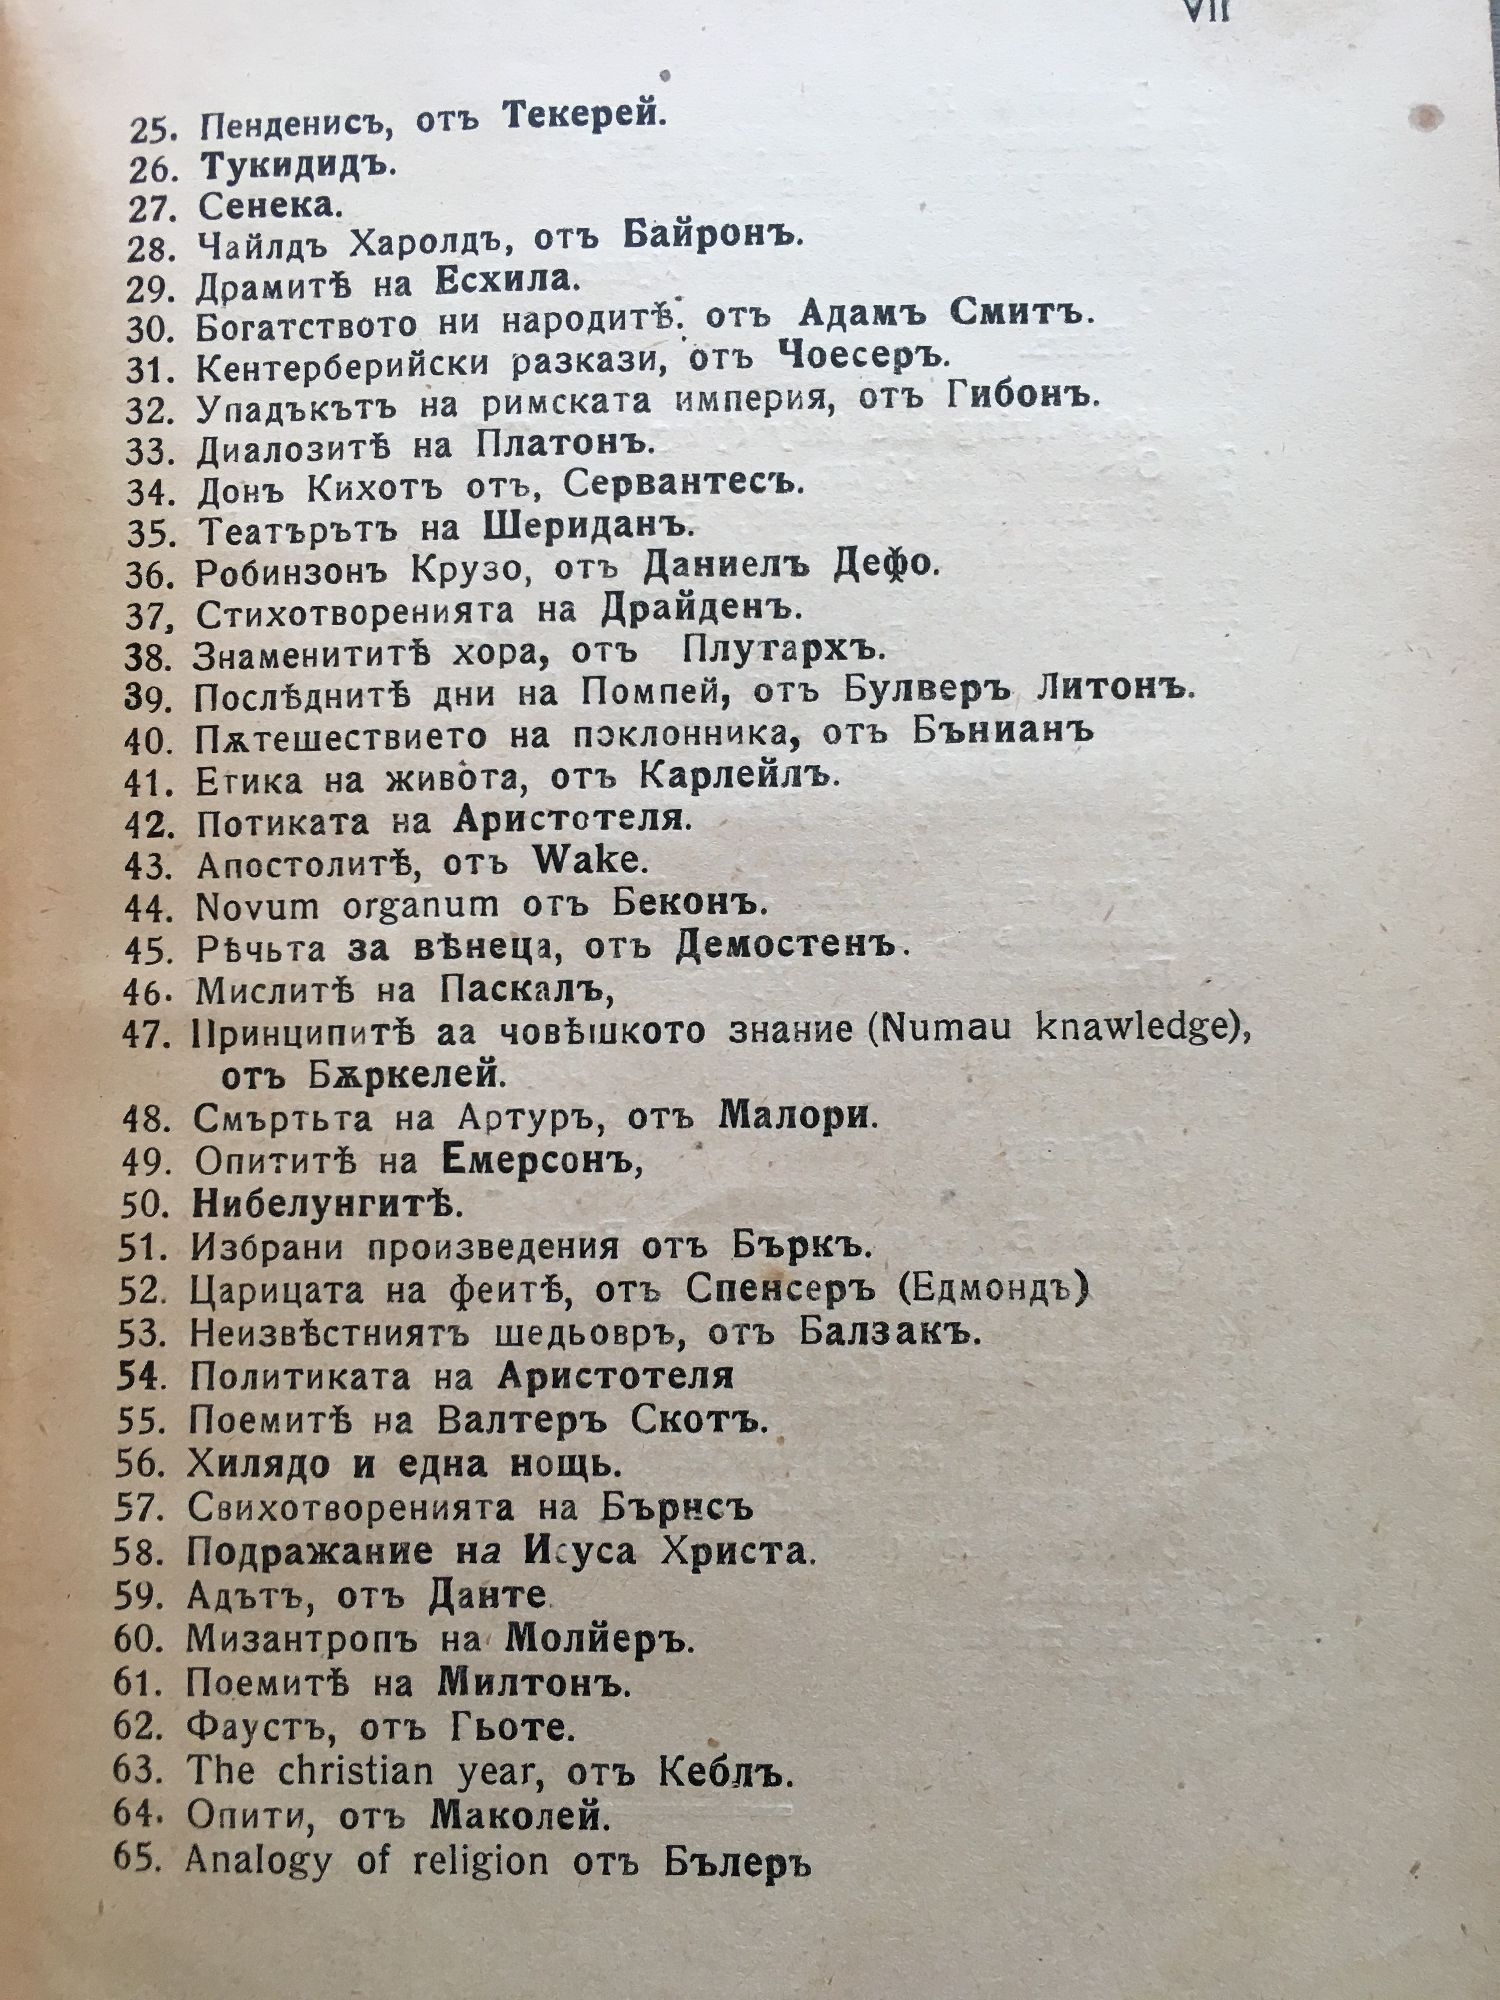 VII
25. Пенденисъ, отъ Текерей.
26. Тукидидъ.
27. Сенека.
28. Чайлдъ Харолдъ, отъ Байронъ.
29. Драмитѣ на Есхила.
30. Богатството ни народитѣ. отъ Адамъ Смитъ.
31. Кентерберийски разкази, отъ Чоесеръ.
32. Упадъкътъ на римската империя, отъ Гибонъ.
33. Диалозитѣ на Платонъ.
34. Донъ Кихотъ отъ, Сервантесъ.
35. Театърътъ на Шериданъ.
36. Робинзонъ Крузо, отъ Даниелъ Дефо.
37, Стихотворенията на Драйденъ.
38. Знаменититѣ хора, отъ Плутархъ.
39. Послѣднитѣ дни на Помпей, отъ Булверъ Литонъ.
40. Пѫтешествието на поклонника, отъ Бънианъ
41. Етика на живота, отъ Карлейлъ.
42. Потиката на Аристотеля.
43. Апостолитѣ, отъ Wake.
44. Novum organum отъ Беконъ.
45. Рѣчьта за вѣнеца, отъ Демостенъ.
46. Мислитѣ на Паскалъ,
47. Принципитѣ аа човѣшкото знание (Numau knawledge),
отъ Бѫркелей.
48. Смъртьта на Артуръ, отъ Малори.
49. Опититѣ на Емерсонъ,
50. Нибелунгитѣ.
51. Избрани произведения отъ Бъркъ.
52. Царицата на феитѣ, отъ Спенсеръ (Едмондъ)
53. Неизвѣстниятъ шедьовръ, отъ Балзакъ.
54. Политиката на Аристотеля
55. Поемитѣ на Валтеръ Скотъ.
56. Хилядо и една нощь.
57. Свихотворенията на Бърнсъ
58. Подражание на Исуса Христа.
59. Адътъ, отъ Данте
60. Мизантропъ на Молйеръ.
61. Поемитѣ на Милтонъ.
62. Фаустъ, отъ Гьоте.
63. The christian year, отъ Кеблъ.
64. Опити, отъ Маколей.
65. Analogy of religion отъ Бълеръ